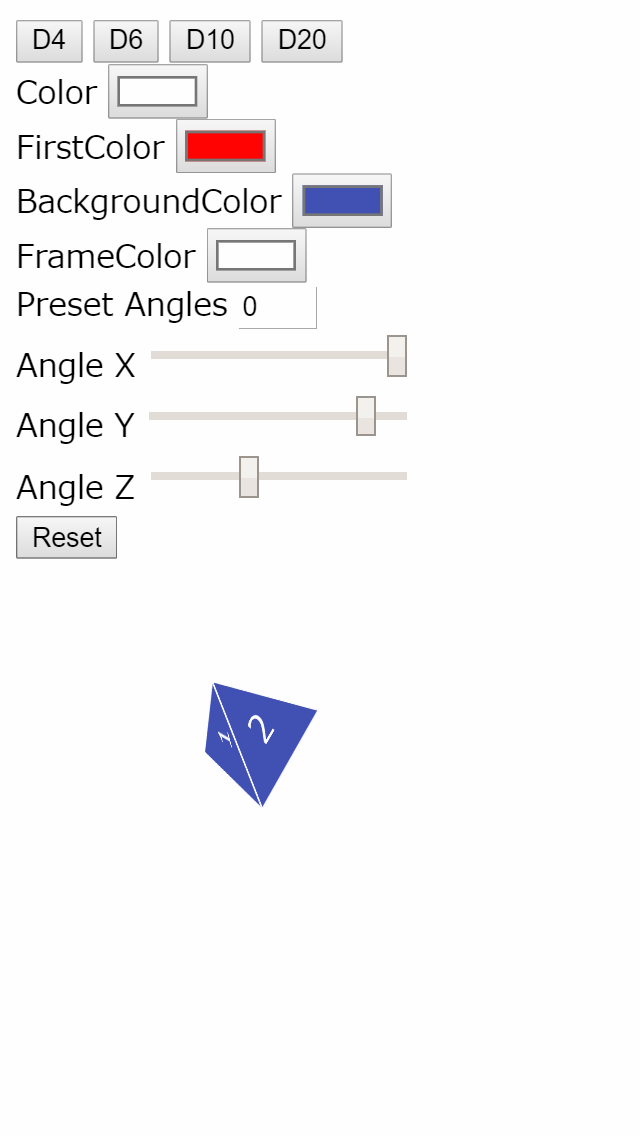 D4 D6 D10 D20
Color
FirstColor
BackgroundColor
FrameColor
Preset Angles 0
Angle X
Angle Y
Angle Z
Reset
1 2